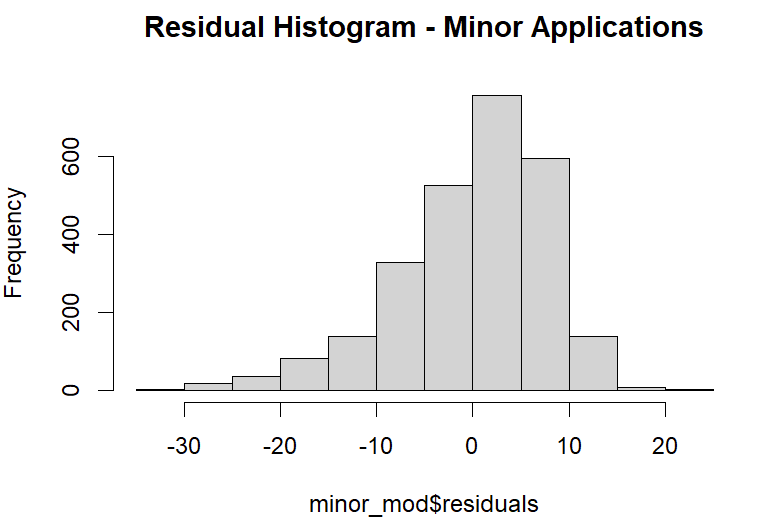 Residual Histogram - Minor Applications
Frequency
600
400
200
0
-30 -20 -10 0 10 20
minor_mod$residuals